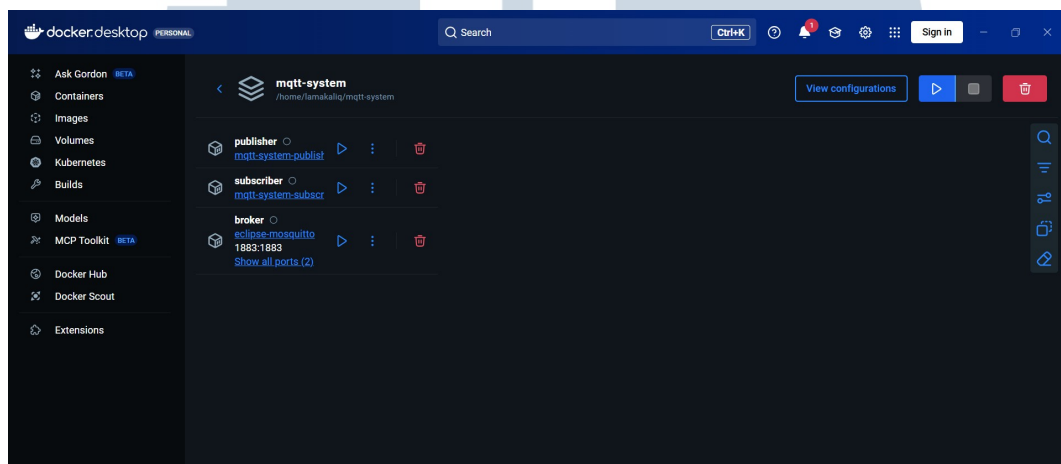 docker.desktop PERSONAL
Search
Ctrl+K
1
Sign in
Ask Gordon BETA
Containers
Images
Volumes
Kubernetes
Builds
Models
MCP Toolkit BETA
Docker Hub
Docker Scout
Extensions
mqtt-system
/home/lamakaliq/mqtt-system
View configurations
publisher
mqtt-system-publish
subscriber
mqtt-system-subscr
broker
eclipse-mosquitto
1883:1883
Show all ports (2)